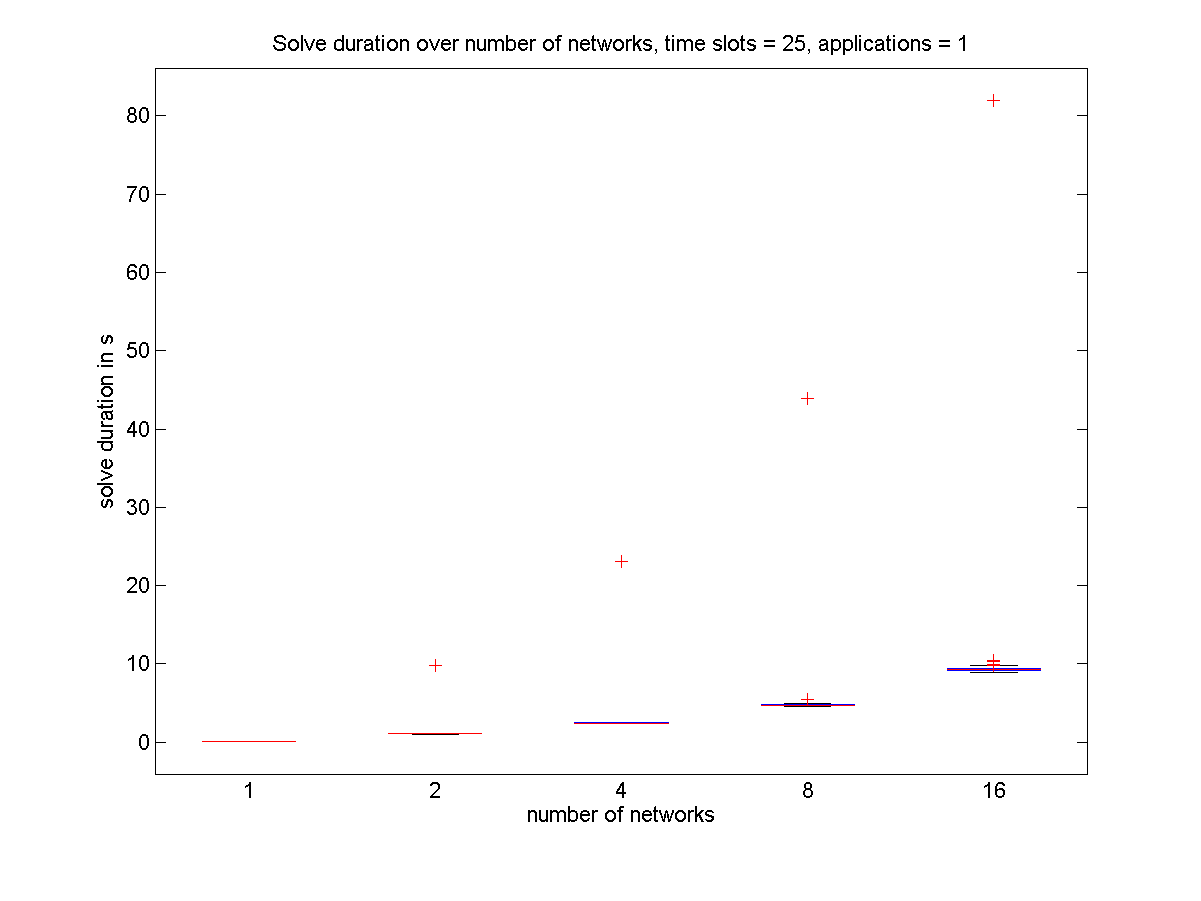 Solve duration over number of networks, time slots = 25, applications = 1
80
70
60
50
40
30
20
10
0
solve duration in s
1 2 4 8 16
number of networks